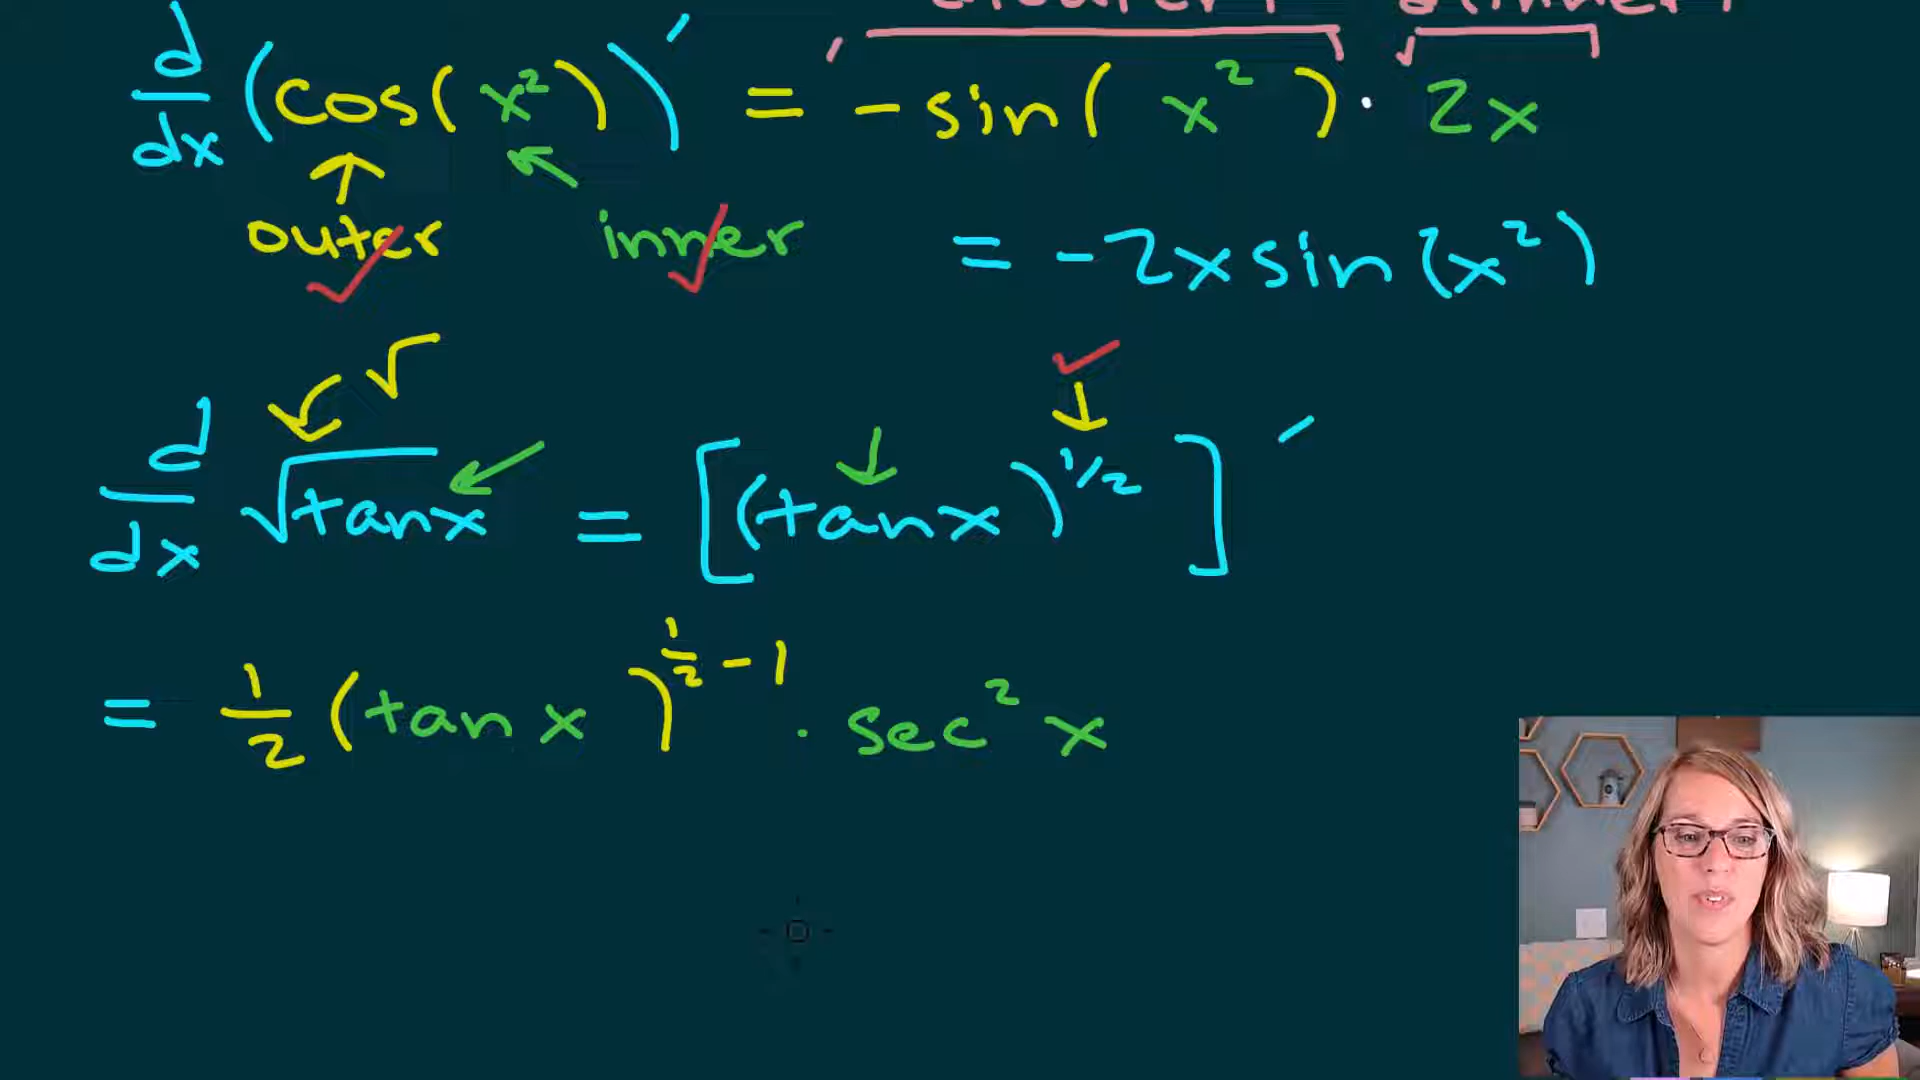 d/dx (cos(x²))′ = −sin(x²) · 2x
outer inner = −2x sin(x²)
√
d/dx √tanx = [(tanx)^1/2]′
= 1/2 (tan x)^(1/2 − 1) · sec² x